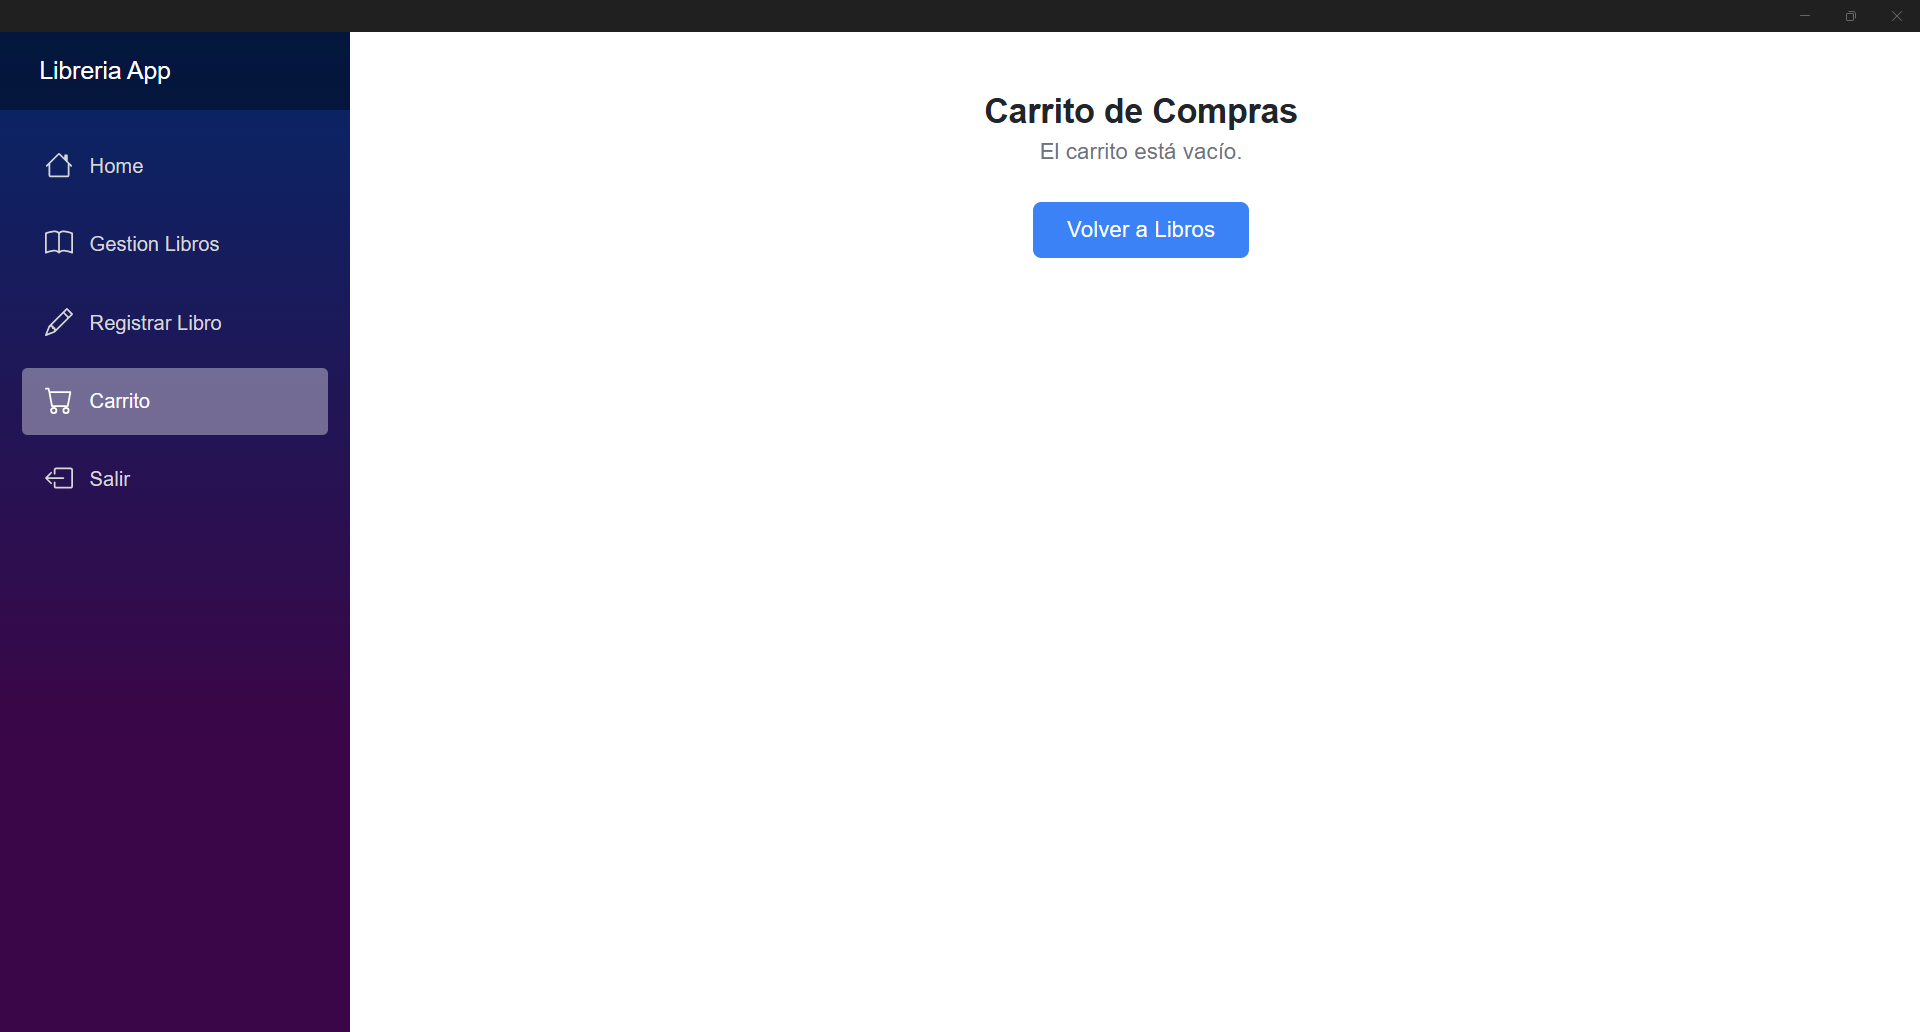 Libreria App
Home
Gestion Libros
Registrar Libro
Carrito
Salir
Carrito de Compras
El carrito está vacío.
Volver a Libros